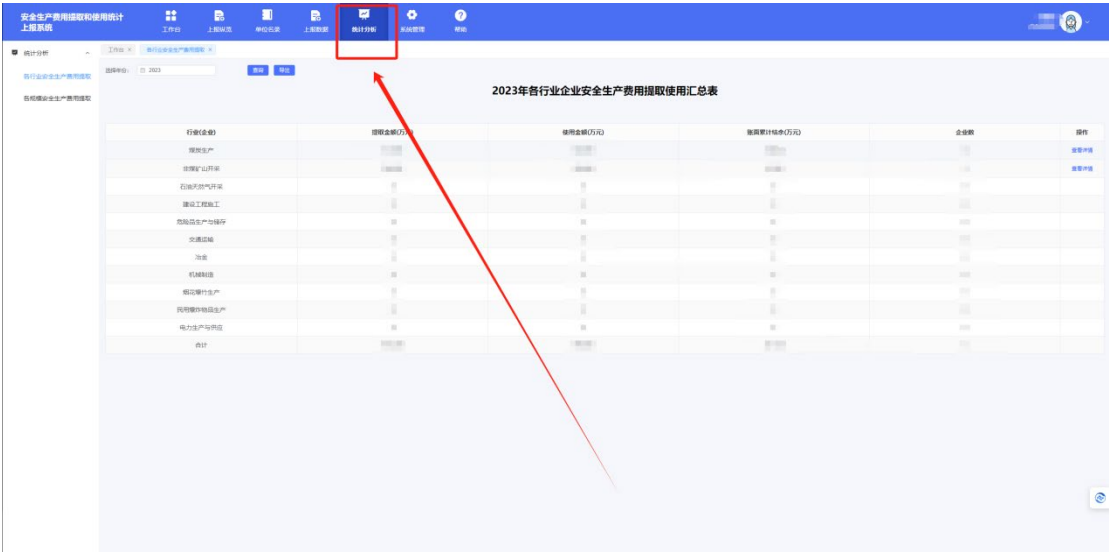 安全生产费用提取和使用统计
上报系统
工作台
上报纵览
单位名录
上报数据
统计分析
系统管理
帮助
统计分析
各行业安全生产费用提取
各规模安全生产费用提取
工作台 ×
各行业安全生产费用提取 ×
2023
查询
导出
2023年各行业企业安全生产费用提取使用汇总表
行业(企业) 提取金额(万元) 使用金额(万元) 账面累计结余(万元) 企业数 操作
煤炭生产 查看详情
非煤矿山开采 查看详情
石油天然气开采
建设工程施工
危险品生产与储存
交通运输
冶金
机械制造
烟花爆竹生产
民用爆炸物品生产
电力生产与供应
合计